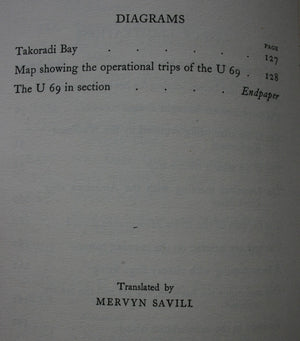 DIAGRAMS
PAGE
Takoradi Bay . . . . . . 127
Map showing the operational trips of the U 69 . 128
The U 69 in section . . . . Endpaper
Translated by
MERVYN SAVILL